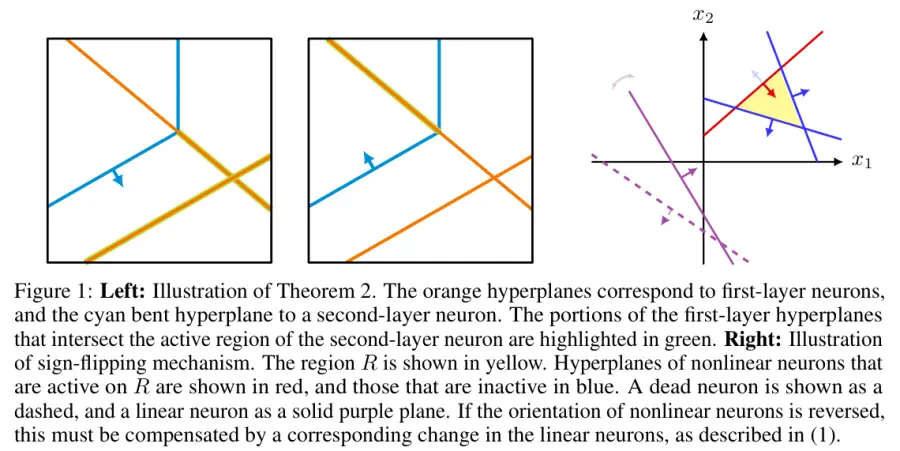 x₂
x₁
Figure 1: Left: Illustration of Theorem 2. The orange hyperplanes correspond to first-layer neurons,
and the cyan bent hyperplane to a second-layer neuron. The portions of the first-layer hyperplanes
that intersect the active region of the second-layer neuron are highlighted in green. Right: Illustration
of sign-flipping mechanism. The region R is shown in yellow. Hyperplanes of nonlinear neurons that
are active on R are shown in red, and those that are inactive in blue. A dead neuron is shown as a
dashed, and a linear neuron as a solid purple plane. If the orientation of nonlinear neurons is reversed,
this must be compensated by a corresponding change in the linear neurons, as described in (1).